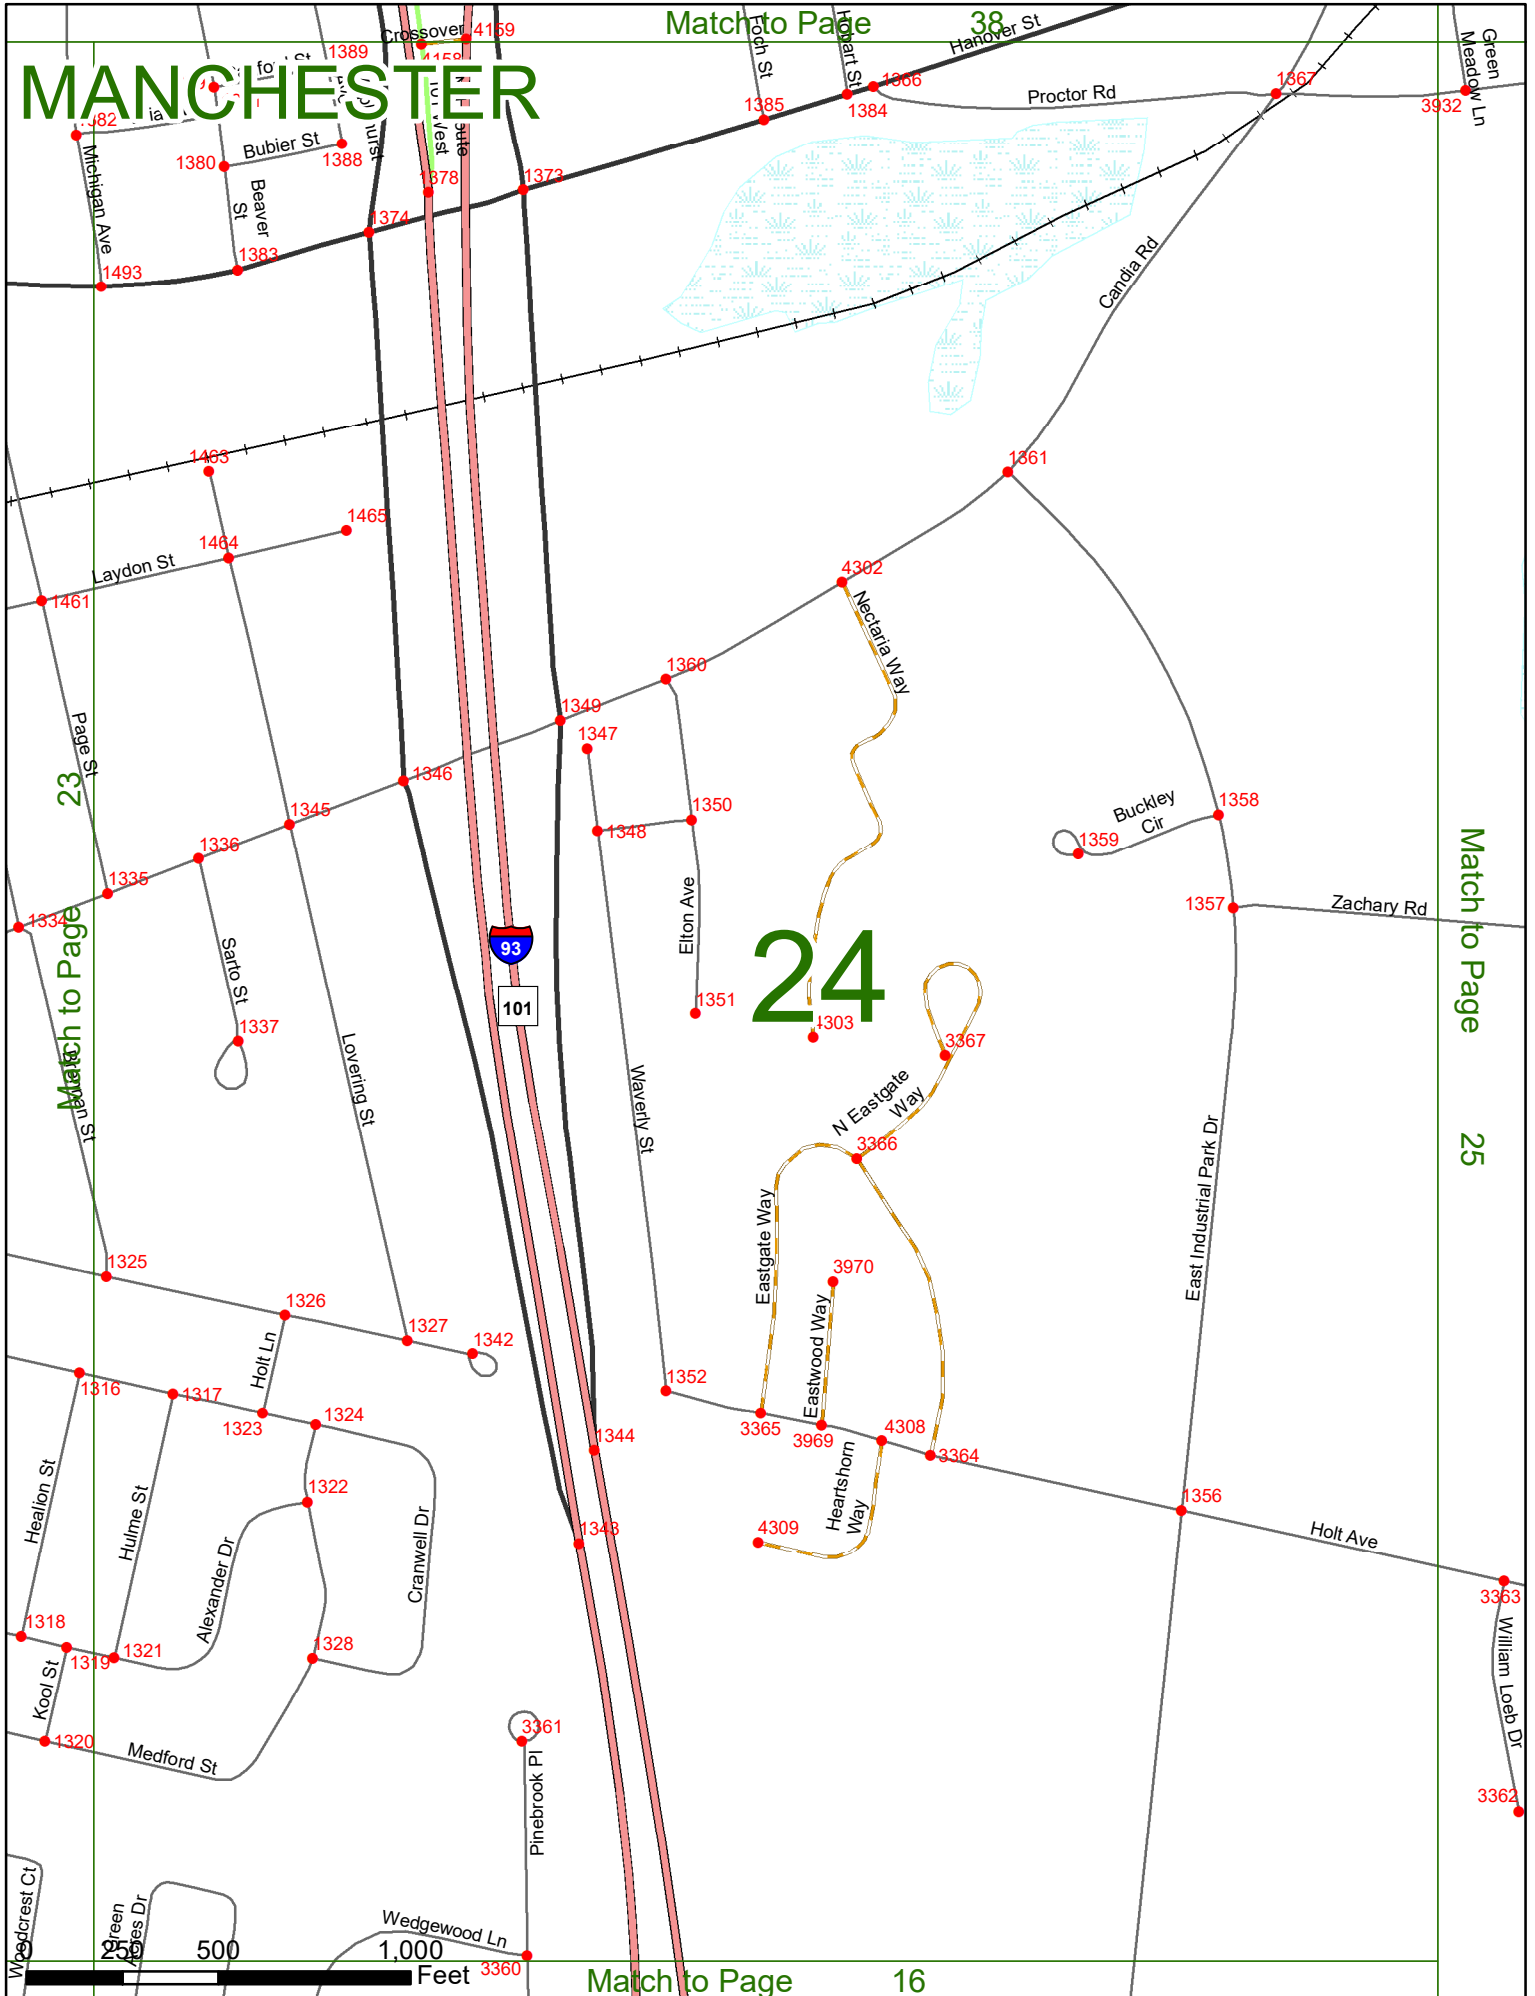 Match to Page 38
MANCHESTER
Crossover
4159
4158
1389
Foch St
Hobart St
Hanover St
Green
Meadow Ln
1366
1367
1385
1384
Proctor Rd
3932
Michigan Ave
1380
Bubier St
1388
1378
1373
Beaver
St
West
1374
1383
1493
Candia Rd
1463
1361
1465
1464
Laydon St
1461
4302
Nectaria Way
1360
1349
1347
Page St
1346
1350
1345
1348
1336
1335
1334
Buckley
Cir
1358
1359
1357
Zachary Rd
Match to Page 23
Match to Page 25
93
101
24
Elton Ave
Sarto St
1351
4303
1337
3367
Lovering St
Waverly St
N Eastgate
Way
3366
East Industrial Park Dr
Eastgate Way
1325
3970
1326
Eastwood Way
1327
1342
Holt Ln
1352
1316
1317
1323
1324
3365
3969
4308
3364
1344
Heartshorn
Way
Healion St
Hulme St
1322
1356
Holt Ave
1343
4309
Alexander Dr
Cranwell Dr
3363
1318
1319
1321
1328
William Loeb Dr
Kool St
1320
Medford St
3361
Pinebrook Pl
3362
Woodcrest Ct
Green
Acres Dr
Wedgewood Ln
3360
0 250 500 1,000
Feet
Match to Page 16